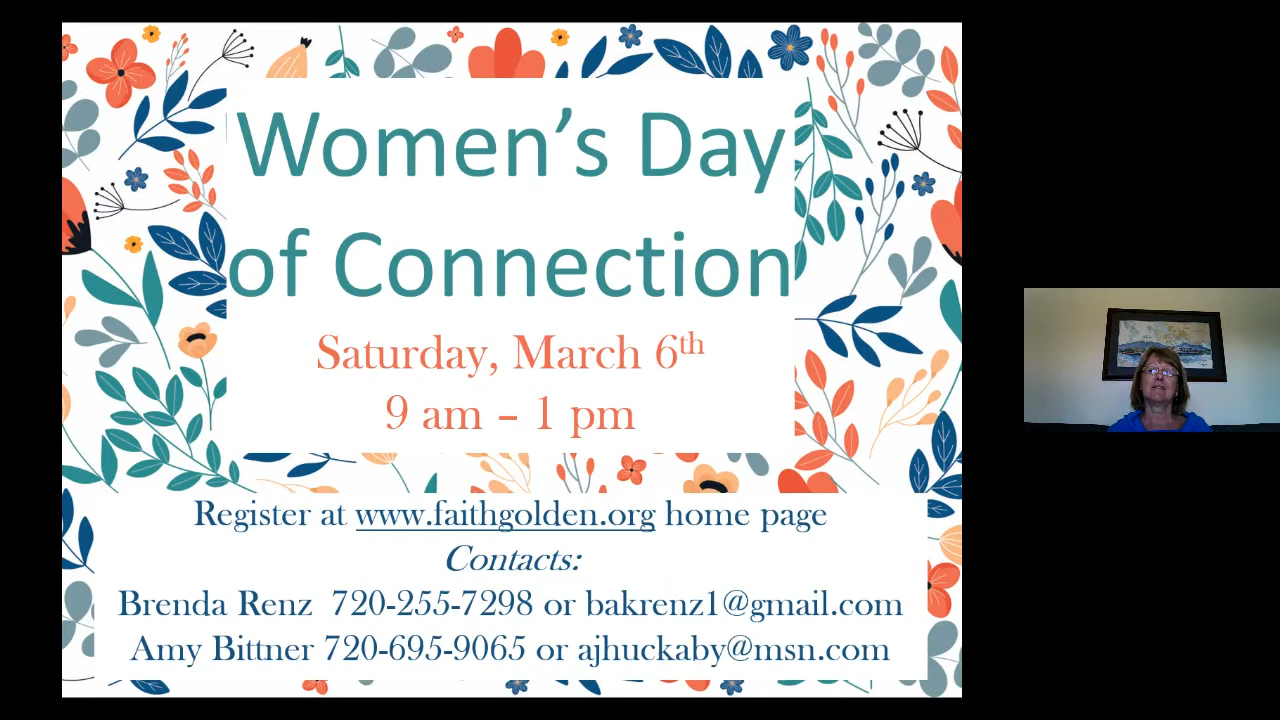 Women's Day
of Connection
Saturday, March 6th
9 am – 1 pm
Register at www.faithgolden.org home page
Contacts:
Brenda Renz 720-255-7298 or bakrenz1@gmail.com
Amy Bittner 720-695-9065 or ajhuckaby@msn.com